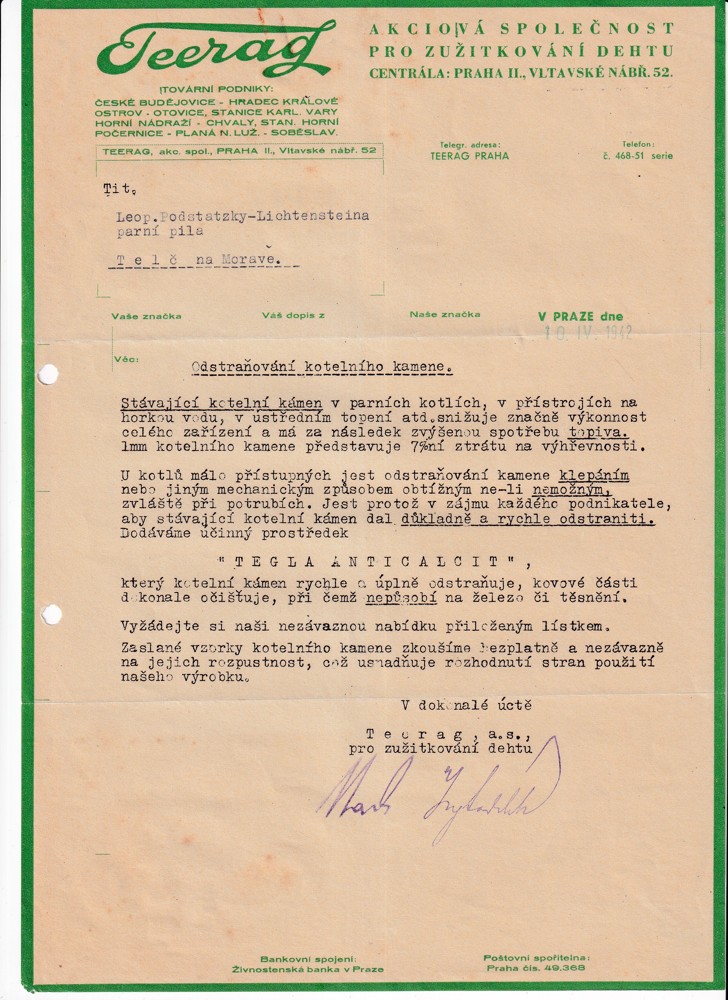 Teerag
AKCIOVÁ SPOLEČNOST
PRO ZUŽITKOVÁNÍ DEHTU
CENTRÁLA: PRAHA II., VLTAVSKÉ NÁBŘ. 52.
TOVÁRNÍ PODNIKY:
ČESKÉ BUDĚJOVICE - HRADEC KRÁLOVÉ
OSTROV - OTOVICE, STANICE KARL. VARY
HORNÍ NÁDRAŽÍ - CHVALY, STAN. HORNÍ
POČERNICE - PLANÁ N. LUŽ. - SOBĚSLAV.
TEERAG, akc. spol., PRAHA II., Vltavské nábř. 52
Telegr. adresa:
TEERAG PRAHA
Telefon:
č. 468-51 serie
Tit.
Leop.Podstatzky-Lichtensteina
parní pila
Telč na Moravě.
Vaše značka Váš dopis z Naše značka V PRAZE dne
10 IV. 1942
Věc: Odstraňování kotelního kamene.
Stávající kotelní kámen v parních kotlích, v přístrojích na
horkou vodu, v ústředním topení atd.snižuje značně výkonnost
celého zařízení a má za následek zvýšenou spotřebu topiva.
1mm kotelního kamene představuje 7%ní ztrátu na výhřevnosti.
U kotlů málo přístupných jest odstraňování kamene klepáním
nebo jiným mechanickým způsobem obtížným ne-li nemožným,
zvláště při potrubích. Jest protož v zájmu každého podnikatele,
aby stávající kotelní kámen dal důkladně a rychle odstraniti.
Dodáváme účinný prostředek
"TEGLA ANTICALCIT",
který kotelní kámen rychle a úplně odstraňuje, kovové části
dokonale očišťuje, při čemž nepůsobí na železo či těsnění.
Vyžádejte si naši nezávaznou nabídku přiloženým lístkem.
Zaslané vzorky kotelního kamene zkoušíme bezplatně a nezávazně
na jejich rozpustnost, což usnadňuje rozhodnutí stran použití
našeho výrobku.
V dokonalé úctě
Teerag, a.s.,
pro zužitkování dehtu
Bankovní spojení:
Živnostenská banka v Praze
Poštovní spořitelna:
Praha čís. 49.368